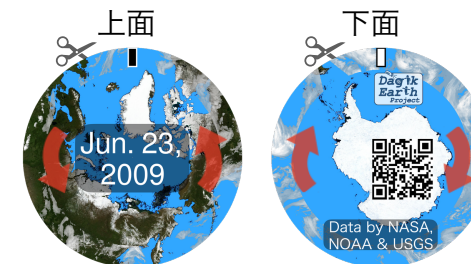 上面
下面
Jun. 23,
2009
Dagik
Earth
Project
Data by NASA,
NOAA & USGS